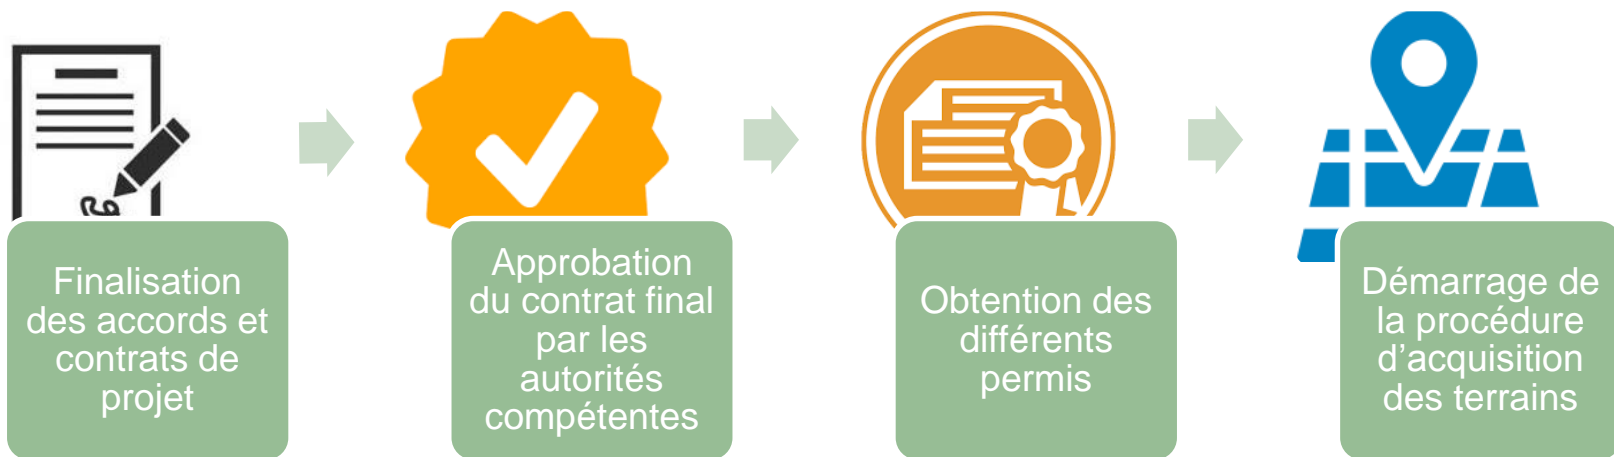 Finalisation
des accords et
contrats de
projet
Approbation
du contrat final
par les
autorités
compétentes
Obtention des
différents
permis
Démarrage de
la procédure
d’acquisition
des terrains